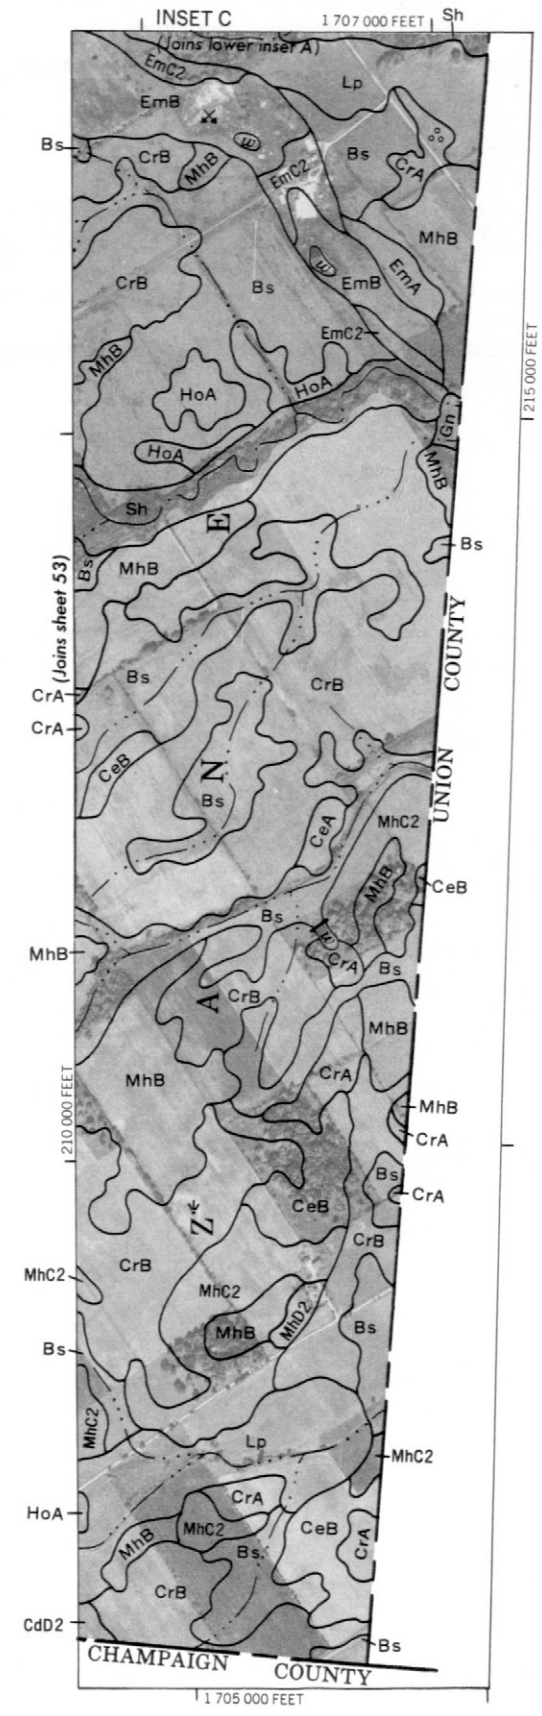 INSET C
1 707 000 FEET
Sh
(Joins lower inset A)
EmC2
Lp
EmB
w
Bs
CrB
MhB
Bs
CrA
EmC2
MhB
w
EmA
CrB
Bs
EmB
EmC2
MhB
215 000 FEET
HoA
HoA
HoA
Gn
MhB
Sh
E
Bs
Bs
MhB
(Joins sheet 53)
COUNTY
Bs
CrB
CrA
CrA
CeB
N
Bs
UNION
CeA
MhC2
MhB
CeB
Bs
w
MhB
CrA
Bs
A
CrB
MhB
CrA
MhB
210 000 FEET
MhB
CrA
Bs
CrA
CeB
Z
CrB
CrB
MhC2
MhC2
MhD2
Bs
MhB
Bs
MhC2
Lp
MhC2
CrA
HoA
MhC2
CeB
CrA
MhB
Bs
CrB
CdD2
Bs
CHAMPAIGN COUNTY
1 705 000 FEET